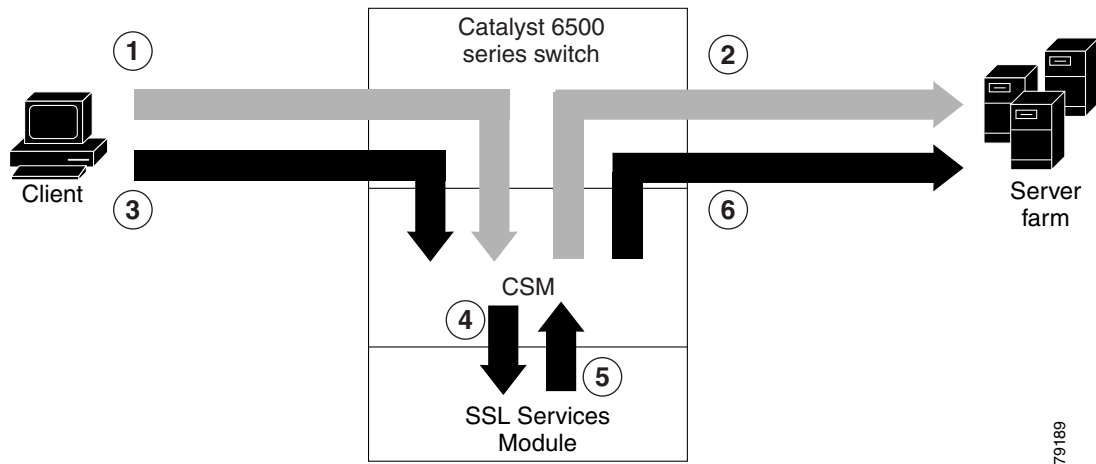 Catalyst 6500
series switch
1
2
Client
3
6
Server
farm
CSM
4
5
SSL Services
Module
79189